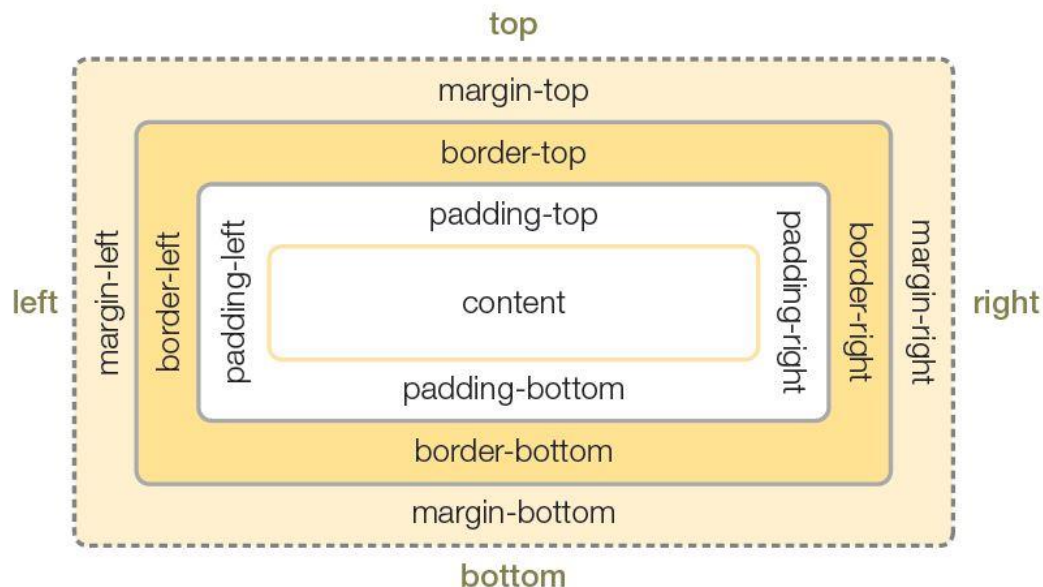 top
margin-top
border-top
padding-top
left
margin-left
border-left
padding-left
content
padding-right
border-right
margin-right
right
padding-bottom
border-bottom
margin-bottom
bottom